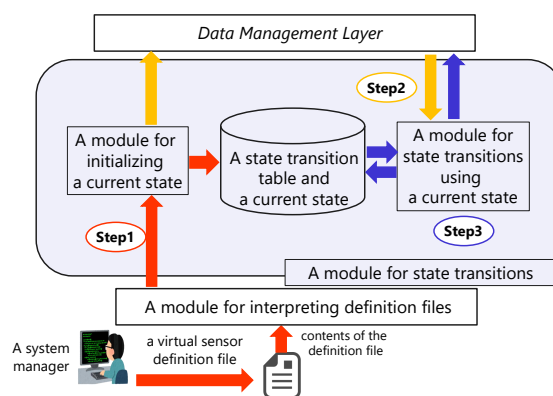 Data Management Layer
Step2
A module for
initializing
a current state
A state transition
table and
a current state
A module for
state transitions
using
a current state
Step1
Step3
A module for state transitions
A module for interpreting definition files
A system
manager
a virtual sensor
definition file
contents of the
definition file